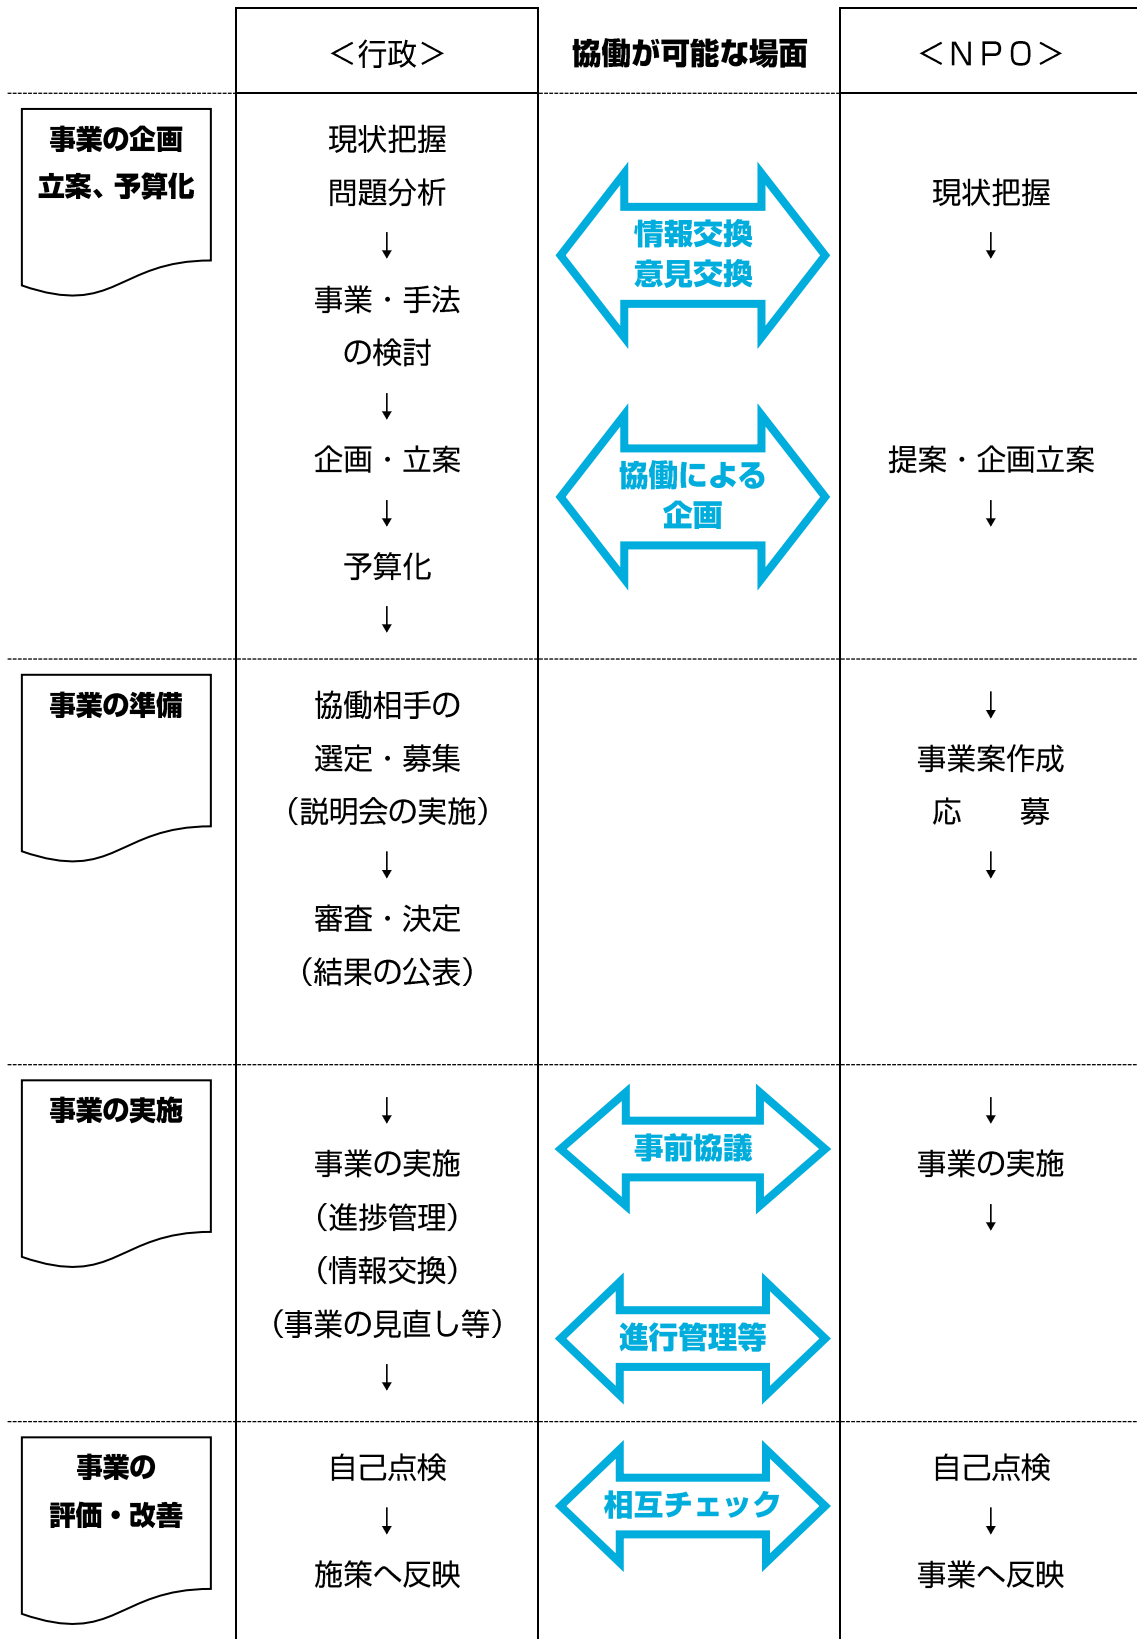 ＜行政＞
協働が可能な場面
＜ＮＰＯ＞
事業の企画
立案、予算化
現状把握
問題分析
↓
事業・手法
の検討
↓
企画・立案
↓
予算化
↓
情報交換
意見交換
協働による
企画
現状把握
↓
提案・企画立案
↓
事業の準備
協働相手の
選定・募集
（説明会の実施）
↓
審査・決定
（結果の公表）
↓
事業案作成
応　　募
↓
事業の実施
↓
事業の実施
（進捗管理）
（情報交換）
（事業の見直し等）
↓
事前協議
進行管理等
↓
事業の実施
↓
事業の
評価・改善
自己点検
↓
施策へ反映
相互チェック
自己点検
↓
事業へ反映